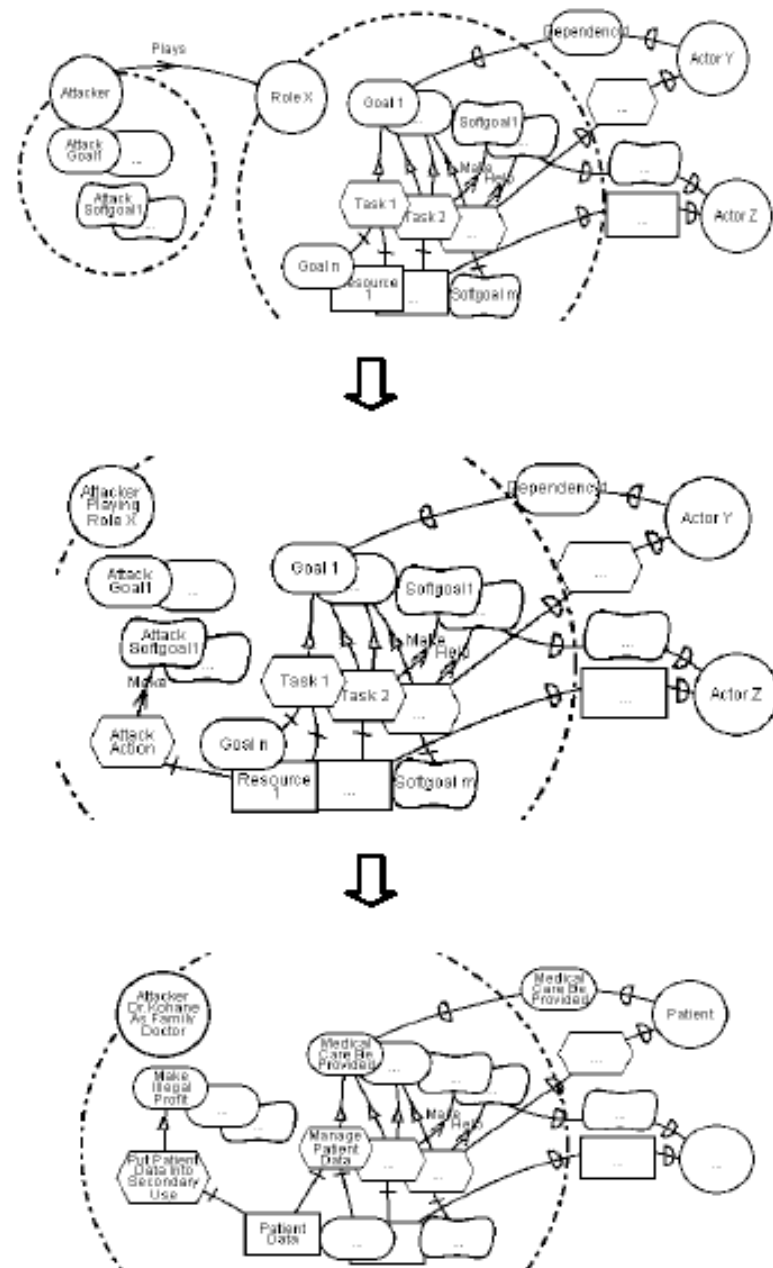 Plays
Attacker
Role X
Dependency
Actor Y
Goal 1
...
Softgoal1
...
...
Attack
Goal1
...
Attack
Softgoal1
...
Make
Help
...
Task 1
Task 2
...
...
Actor Z
Goal n
Resource
1
...
Softgoal m
Attacker
Playing
Role X
Dependency
Actor Y
Attack
Goal1
...
Goal 1
...
Softgoal1
...
...
Attack
Softgoal1
...
Make
Help
...
Make
Task 1
Task 2
...
...
Actor Z
Attack
Action
Goal n
Resource
1
...
Softgoal m
Attacker
Dr.Kohane
As Family
Doctor
Medical
Care Be
Provided
Patient
Medical
Care Be
Provided
...
...
...
...
Make
Illegal
Profit
...
...
Make
Help
...
Manage
Patient
Data
...
...
...
...
Put Patient
Data Into
Secondary
Use
Patient
Data
...
...
...